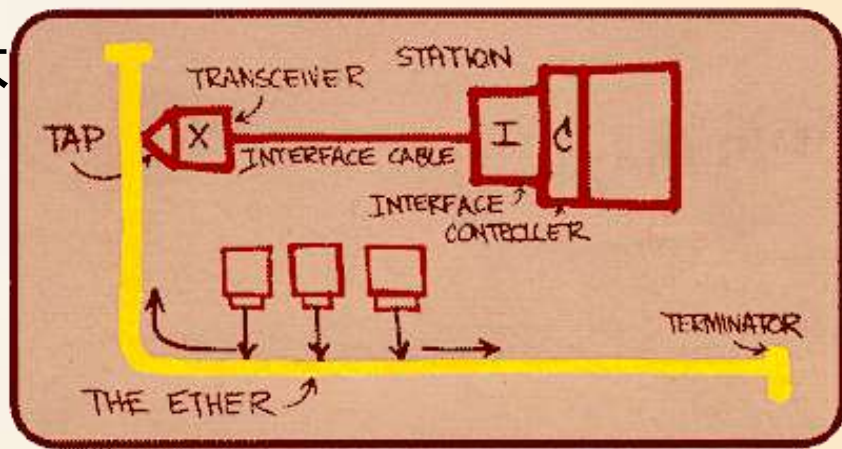 STATION
TRANSCEIVER
TAP
X
I
C
INTERFACE CABLE
INTERFACE
CONTROLLER
TERMINATOR
THE ETHER